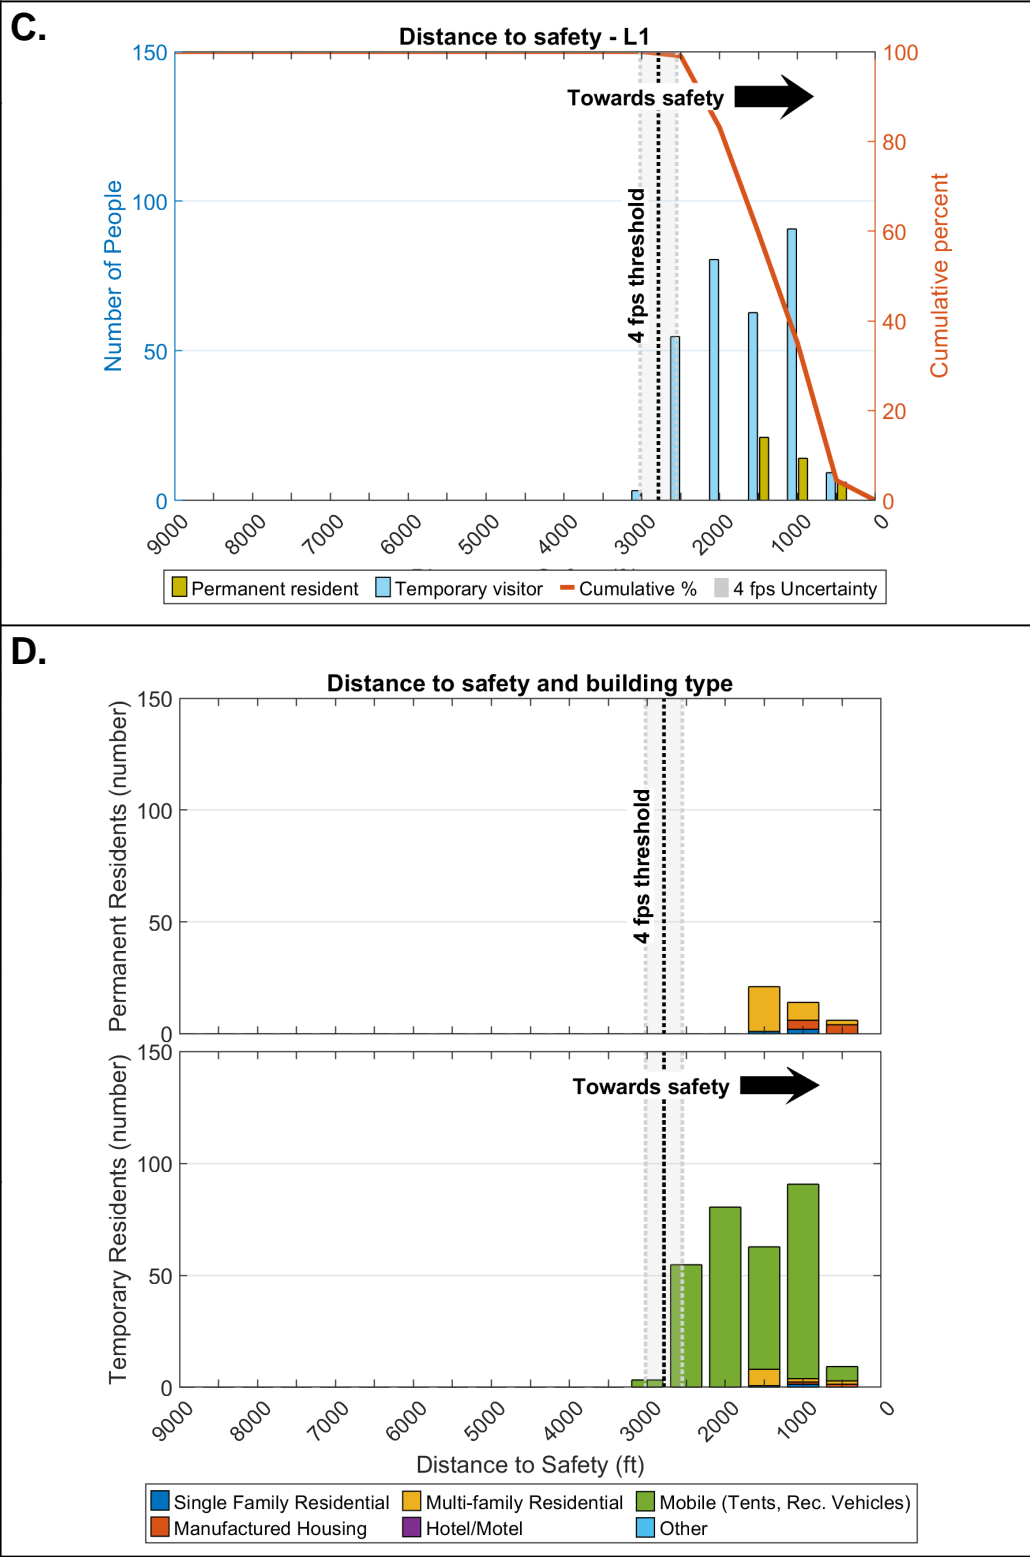 C.
Distance to safety - L1
150
100
50
0
Number of People
100
80
60
40
20
0
Cumulative percent
Towards safety
4 fps threshold
9000
8000
7000
6000
5000
4000
3000
2000
1000
0
Permanent resident
Temporary visitor
Cumulative %
4 fps Uncertainty
D.
Distance to safety and building type
150
100
50
0
Permanent Residents (number)
4 fps threshold
150
100
50
0
Temporary Residents (number)
Towards safety
9000
8000
7000
6000
5000
4000
3000
2000
1000
0
Distance to Safety (ft)
Single Family Residential
Multi-family Residential
Mobile (Tents, Rec. Vehicles)
Manufactured Housing
Hotel/Motel
Other